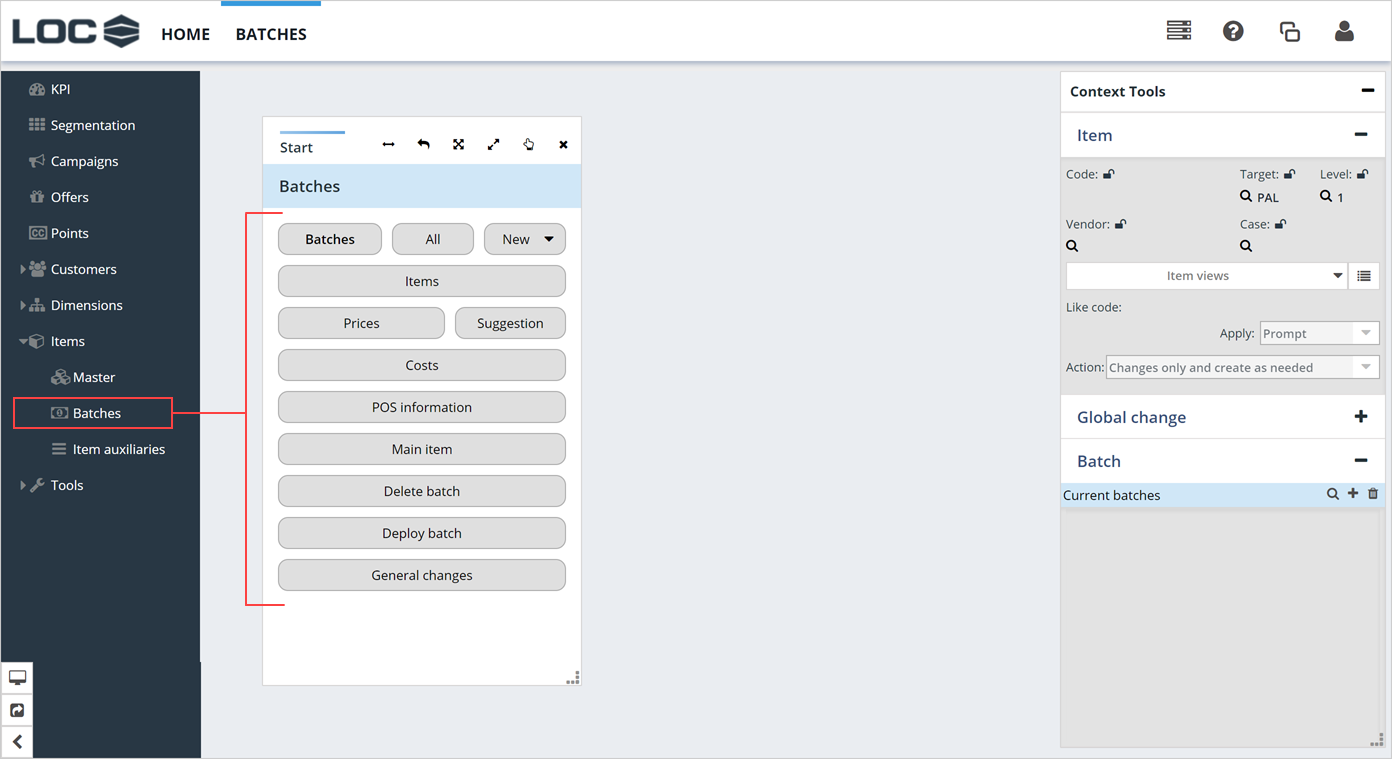 LOC HOME BATCHES
KPI
Segmentation
Campaigns
Offers
CC Points
Customers
Dimensions
Items
Master
Batches
Item auxiliaries
Tools
Start
Batches
Batches All New
Items
Prices Suggestion
Costs
POS information
Main item
Delete batch
Deploy batch
General changes
Context Tools
Item
Code: Target: Level:
PAL 1
Vendor: Case:
Item views
Like code:
Apply: Prompt
Action: Changes only and create as needed
Global change
Batch
Current batches